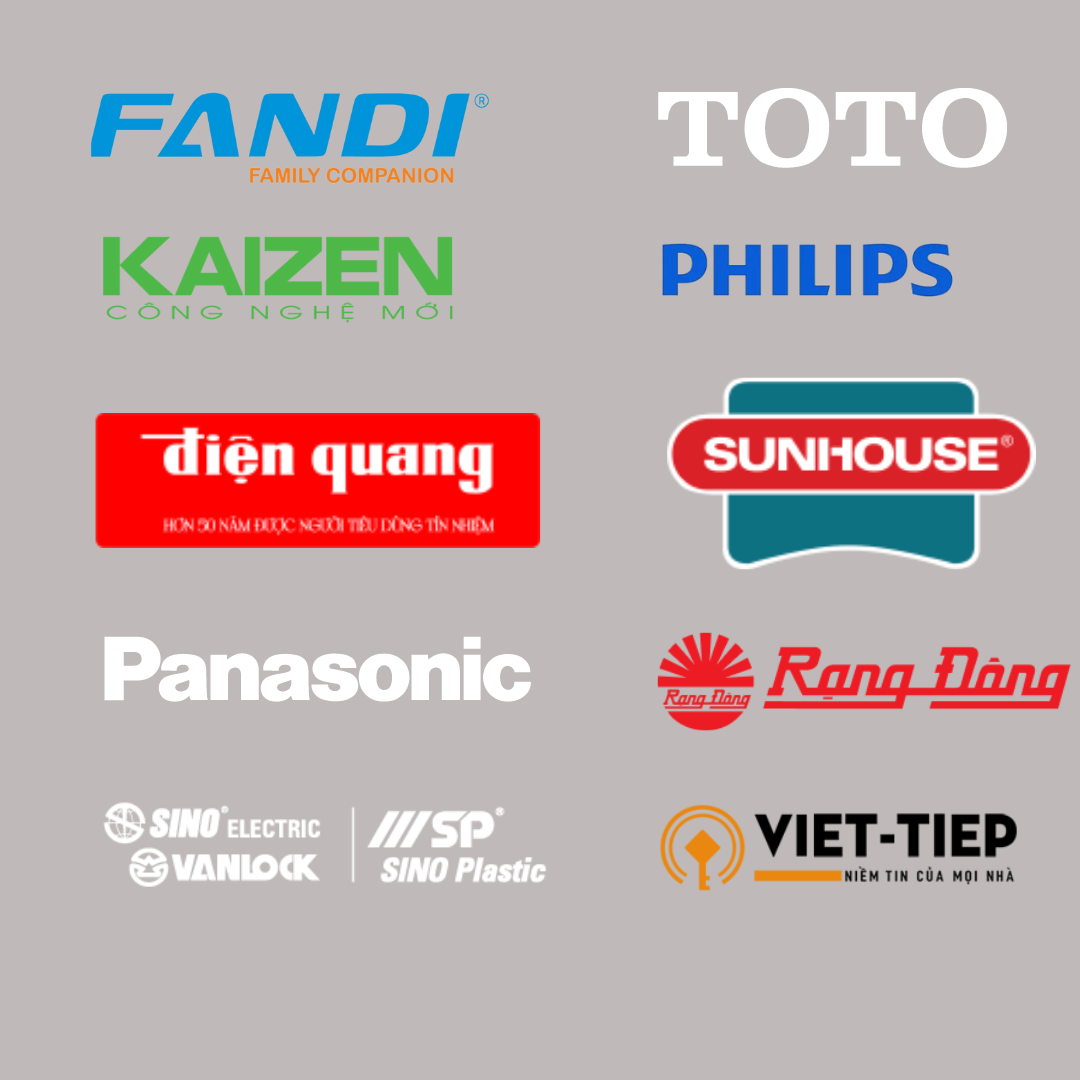 FANDI®
FAMILY COMPANION
TOTO
KAIZEN
CÔNG NGHỆ MỚI
PHILIPS
điện quang
HƠN 50 NĂM ĐƯỢC NGƯỜI TIÊU DÙNG TÍN NHIỆM
SUNHOUSE®
Panasonic
Rạng Đông
Rạng Đông
SINO® ELECTRIC
VANLOCK
SP®
SINO Plastic
VIET-TIEP
NIỀM TIN CỦA MỌI NHÀ